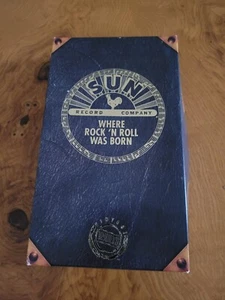 SUN
RECORD COMPANY
WHERE
ROCK 'N ROLL
WAS BORN